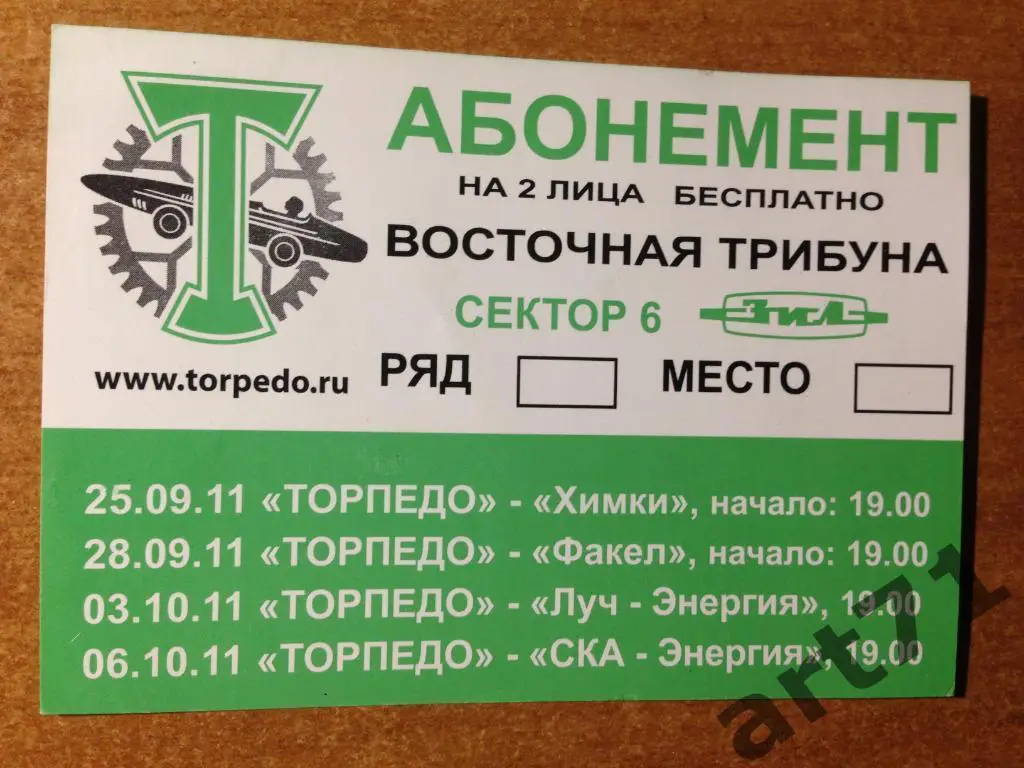 Т
АБОНЕМЕНТ
НА 2 ЛИЦА БЕСПЛАТНО
ВОСТОЧНАЯ ТРИБУНА
СЕКТОР 6 ЗиЛ
www.torpedo.ru РЯД МЕСТО
25.09.11 «ТОРПЕДО» - «Химки», начало: 19.00
28.09.11 «ТОРПЕДО» - «Факел», начало: 19.00
03.10.11 «ТОРПЕДО» - «Луч - Энергия», 19.00
06.10.11 «ТОРПЕДО» - «СКА - Энергия», 19.00
art71